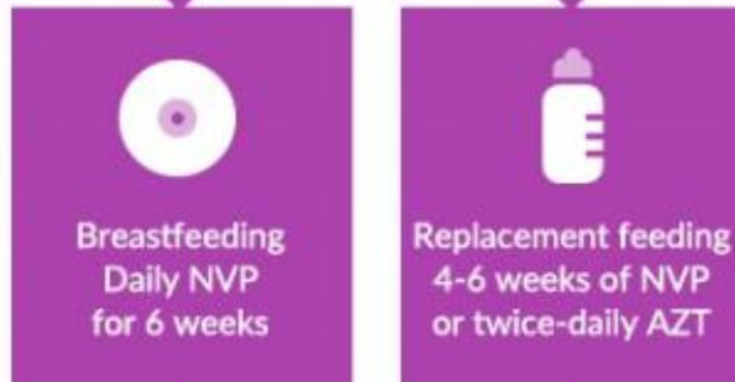 Breastfeeding
Daily NVP
for 6 weeks
Replacement feeding
4-6 weeks of NVP
or twice-daily AZT